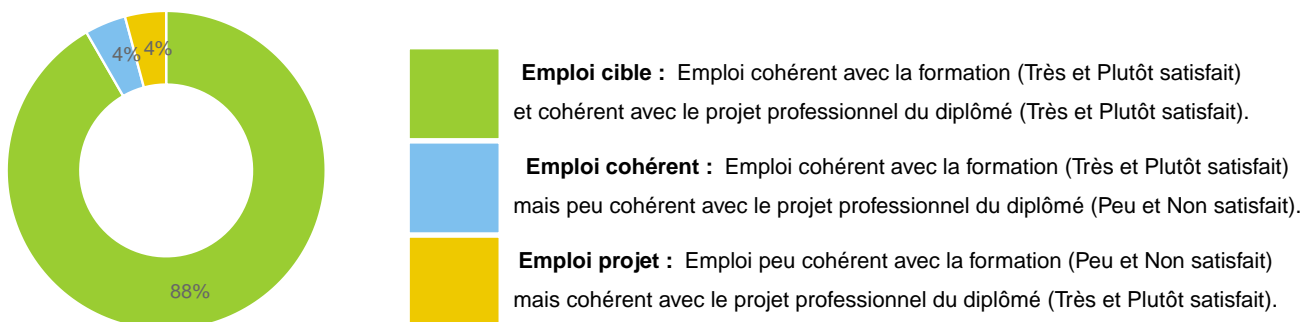 4% 4%
88%
Emploi cible : Emploi cohérent avec la formation (Très et Plutôt satisfait)
et cohérent avec le projet professionnel du diplômé (Très et Plutôt satisfait).
Emploi cohérent : Emploi cohérent avec la formation (Très et Plutôt satisfait)
mais peu cohérent avec le projet professionnel du diplômé (Peu et Non satisfait).
Emploi projet : Emploi peu cohérent avec la formation (Peu et Non satisfait)
mais cohérent avec le projet professionnel du diplômé (Très et Plutôt satisfait).